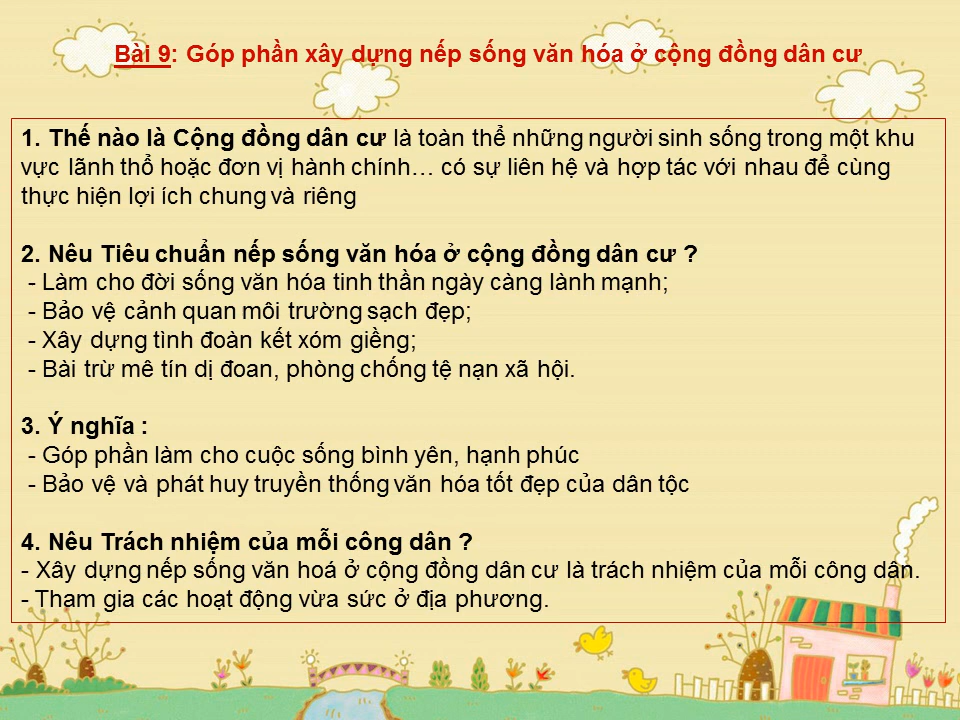 Bài 9: Góp phần xây dựng nếp sống văn hóa ở cộng đồng dân cư
1. Thế nào là Cộng đồng dân cư là toàn thể những người sinh sống trong một khu
vực lãnh thổ hoặc đơn vị hành chính… có sự liên hệ và hợp tác với nhau để cùng
thực hiện lợi ích chung và riêng
2. Nêu Tiêu chuẩn nếp sống văn hóa ở cộng đồng dân cư ?
- Làm cho đời sống văn hóa tinh thần ngày càng lành mạnh;
- Bảo vệ cảnh quan môi trường sạch đẹp;
- Xây dựng tình đoàn kết xóm giềng;
- Bài trừ mê tín dị đoan, phòng chống tệ nạn xã hội.
3. Ý nghĩa :
- Góp phần làm cho cuộc sống bình yên, hạnh phúc
- Bảo vệ và phát huy truyền thống văn hóa tốt đẹp của dân tộc
4. Nêu Trách nhiệm của mỗi công dân ?
- Xây dựng nếp sống văn hoá ở cộng đồng dân cư là trách nhiệm của mỗi công dân.
- Tham gia các hoạt động vừa sức ở địa phương.